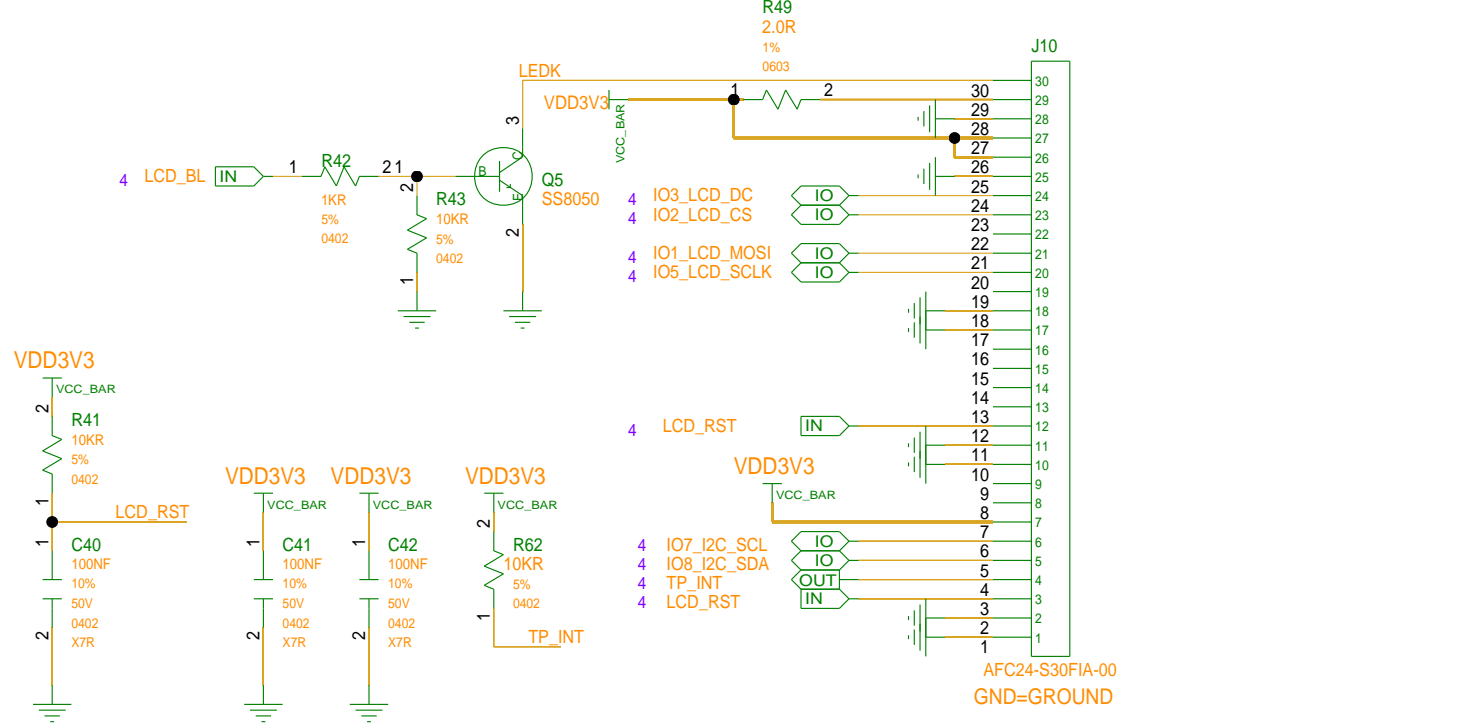 R49
2.0R
1%
0603
J10
LEDK
VDD3V3
VCC_BAR
1
2
3
4 LCD_BL IN
1
R42
1KR
5%
0402
2 1
2
R43
10KR
5%
0402
1
B
C
E
Q5
SS8050
2
4 IO3_LCD_DC IO
4 IO2_LCD_CS IO
4 IO1_LCD_MOSI IO
4 IO5_LCD_SCLK IO
4 LCD_RST IN
VDD3V3
VCC_BAR
4 IO7_I2C_SCL IO
4 IO8_I2C_SDA IO
4 TP_INT OUT
4 LCD_RST IN
30
30 29
29 28
28 27
27 26
26 25
25 24
24 23
23 22
22 21
21 20
20 19
19 18
18 17
17 16
16 15
15 14
14 13
13 12
12 11
11 10
10 9
9 8
8 7
7 6
6 5
5 4
4 3
3 2
2 1
1
AFC24-S30FIA-00
GND=GROUND
VDD3V3
VCC_BAR
2
R41
10KR
5%
0402
1
LCD_RST
1
C40
100NF
10%
50V
0402
X7R
2
VDD3V3
VCC_BAR
1
C41
100NF
10%
50V
0402
X7R
2
VDD3V3
VCC_BAR
1
C42
100NF
10%
50V
0402
X7R
2
VDD3V3
VCC_BAR
2
R62
10KR
5%
0402
1
TP_INT